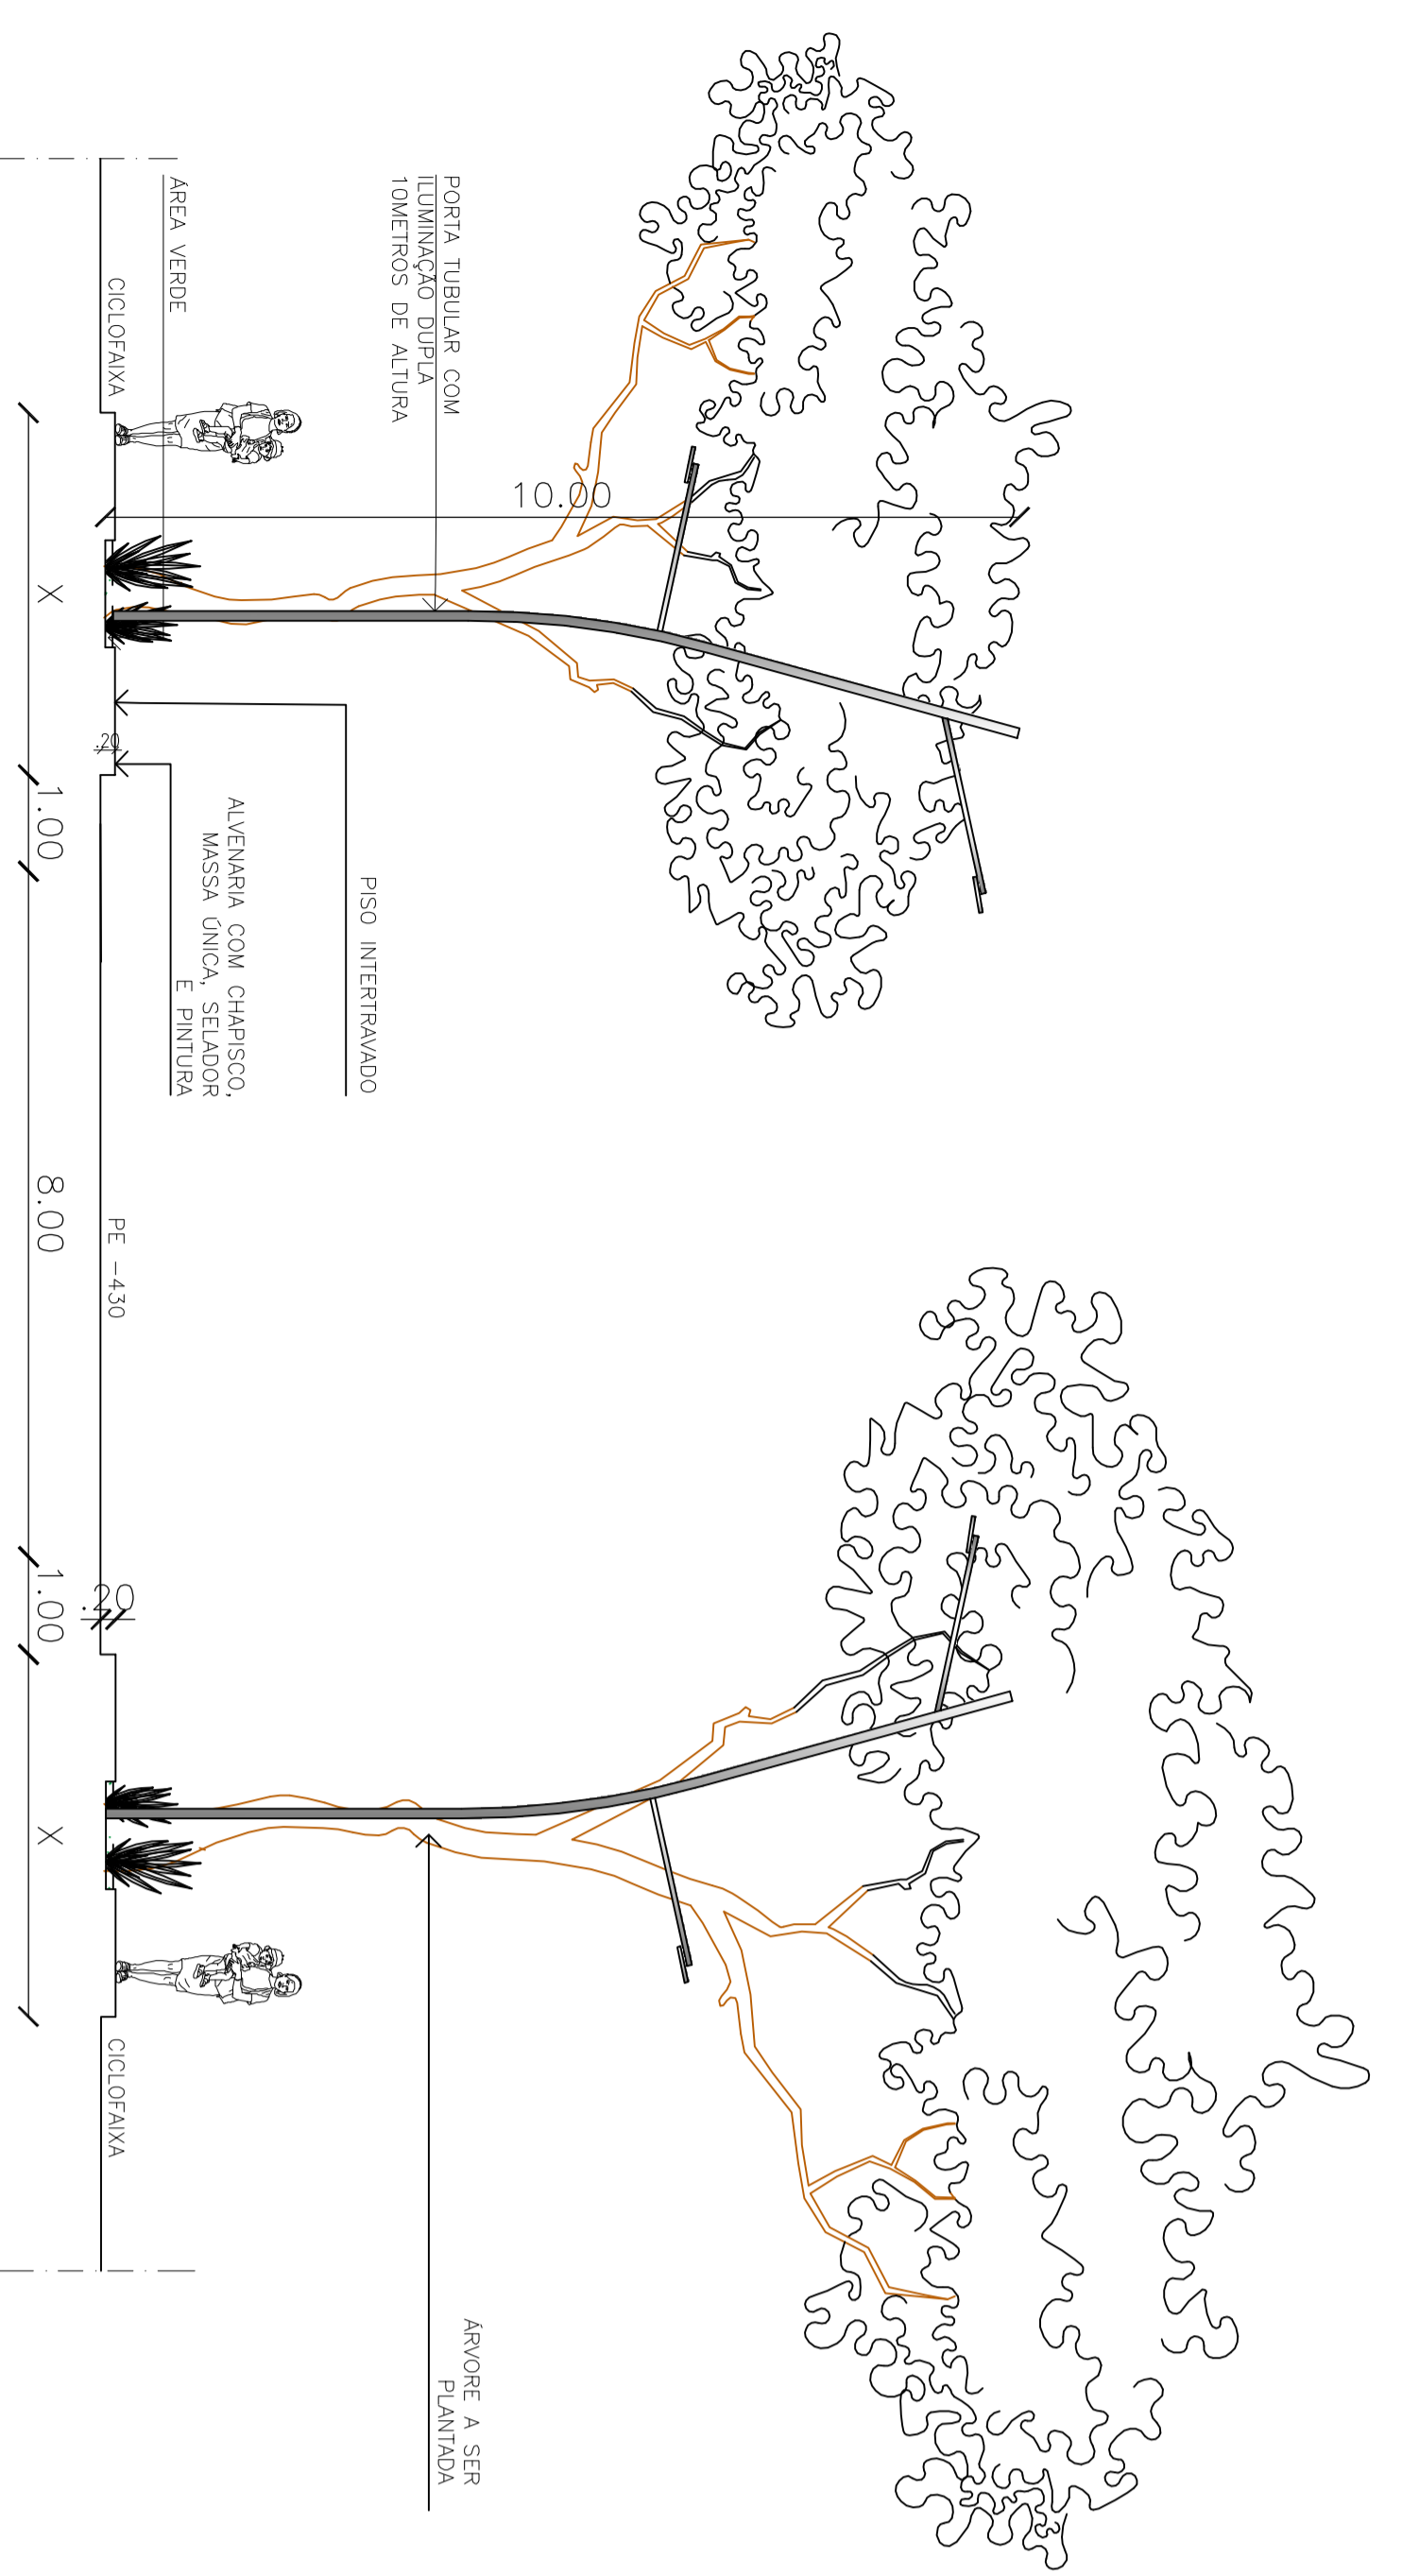 PORTA TUBULAR COM
ILUMINAÇÃO DUPLA
10METROS DE ALTURA
10.00
ÁREA VERDE
CICLOFAIXA
.20
PISO INTERTRAVADO
ALVENARIA COM CHAPISCO,
MASSA ÚNICA, SELADOR
E PINTURA
PE -430
.20
ÁRVORE A SER
PLANTADA
CICLOFAIXA
X
1.00
8.00
1.00
X